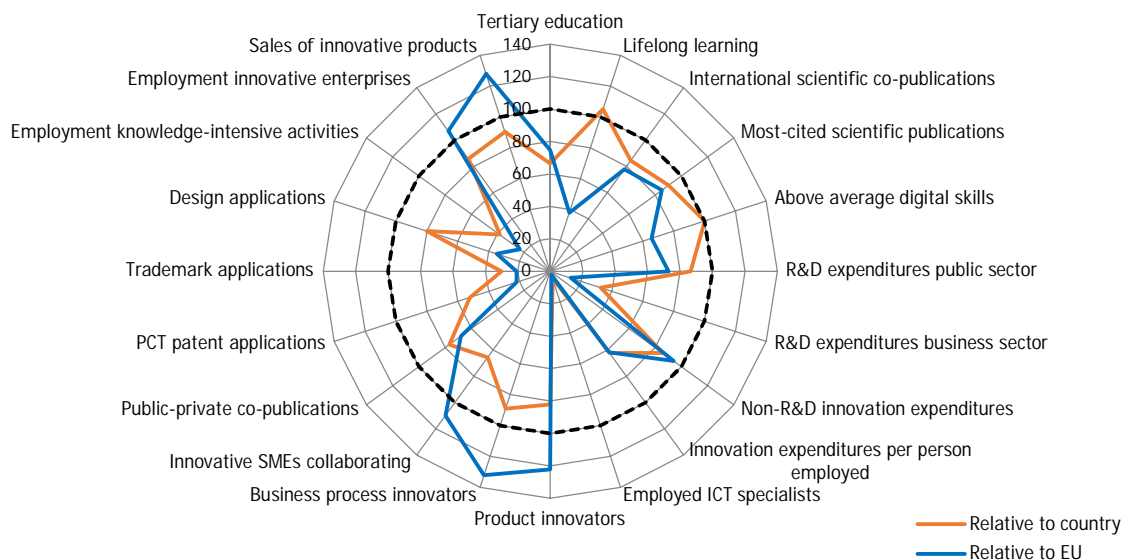 Tertiary education
Lifelong learning
International scientific co-publications
Most-cited scientific publications
Above average digital skills
R&D expenditures public sector
R&D expenditures business sector
Non-R&D innovation expenditures
Innovation expenditures per person
employed
Employed ICT specialists
Product innovators
Business process innovators
Innovative SMEs collaborating
Public-private co-publications
PCT patent applications
Trademark applications
Design applications
Employment knowledge-intensive activities
Employment innovative enterprises
Sales of innovative products
140
120
100
80
60
40
20
0
Relative to country
Relative to EU